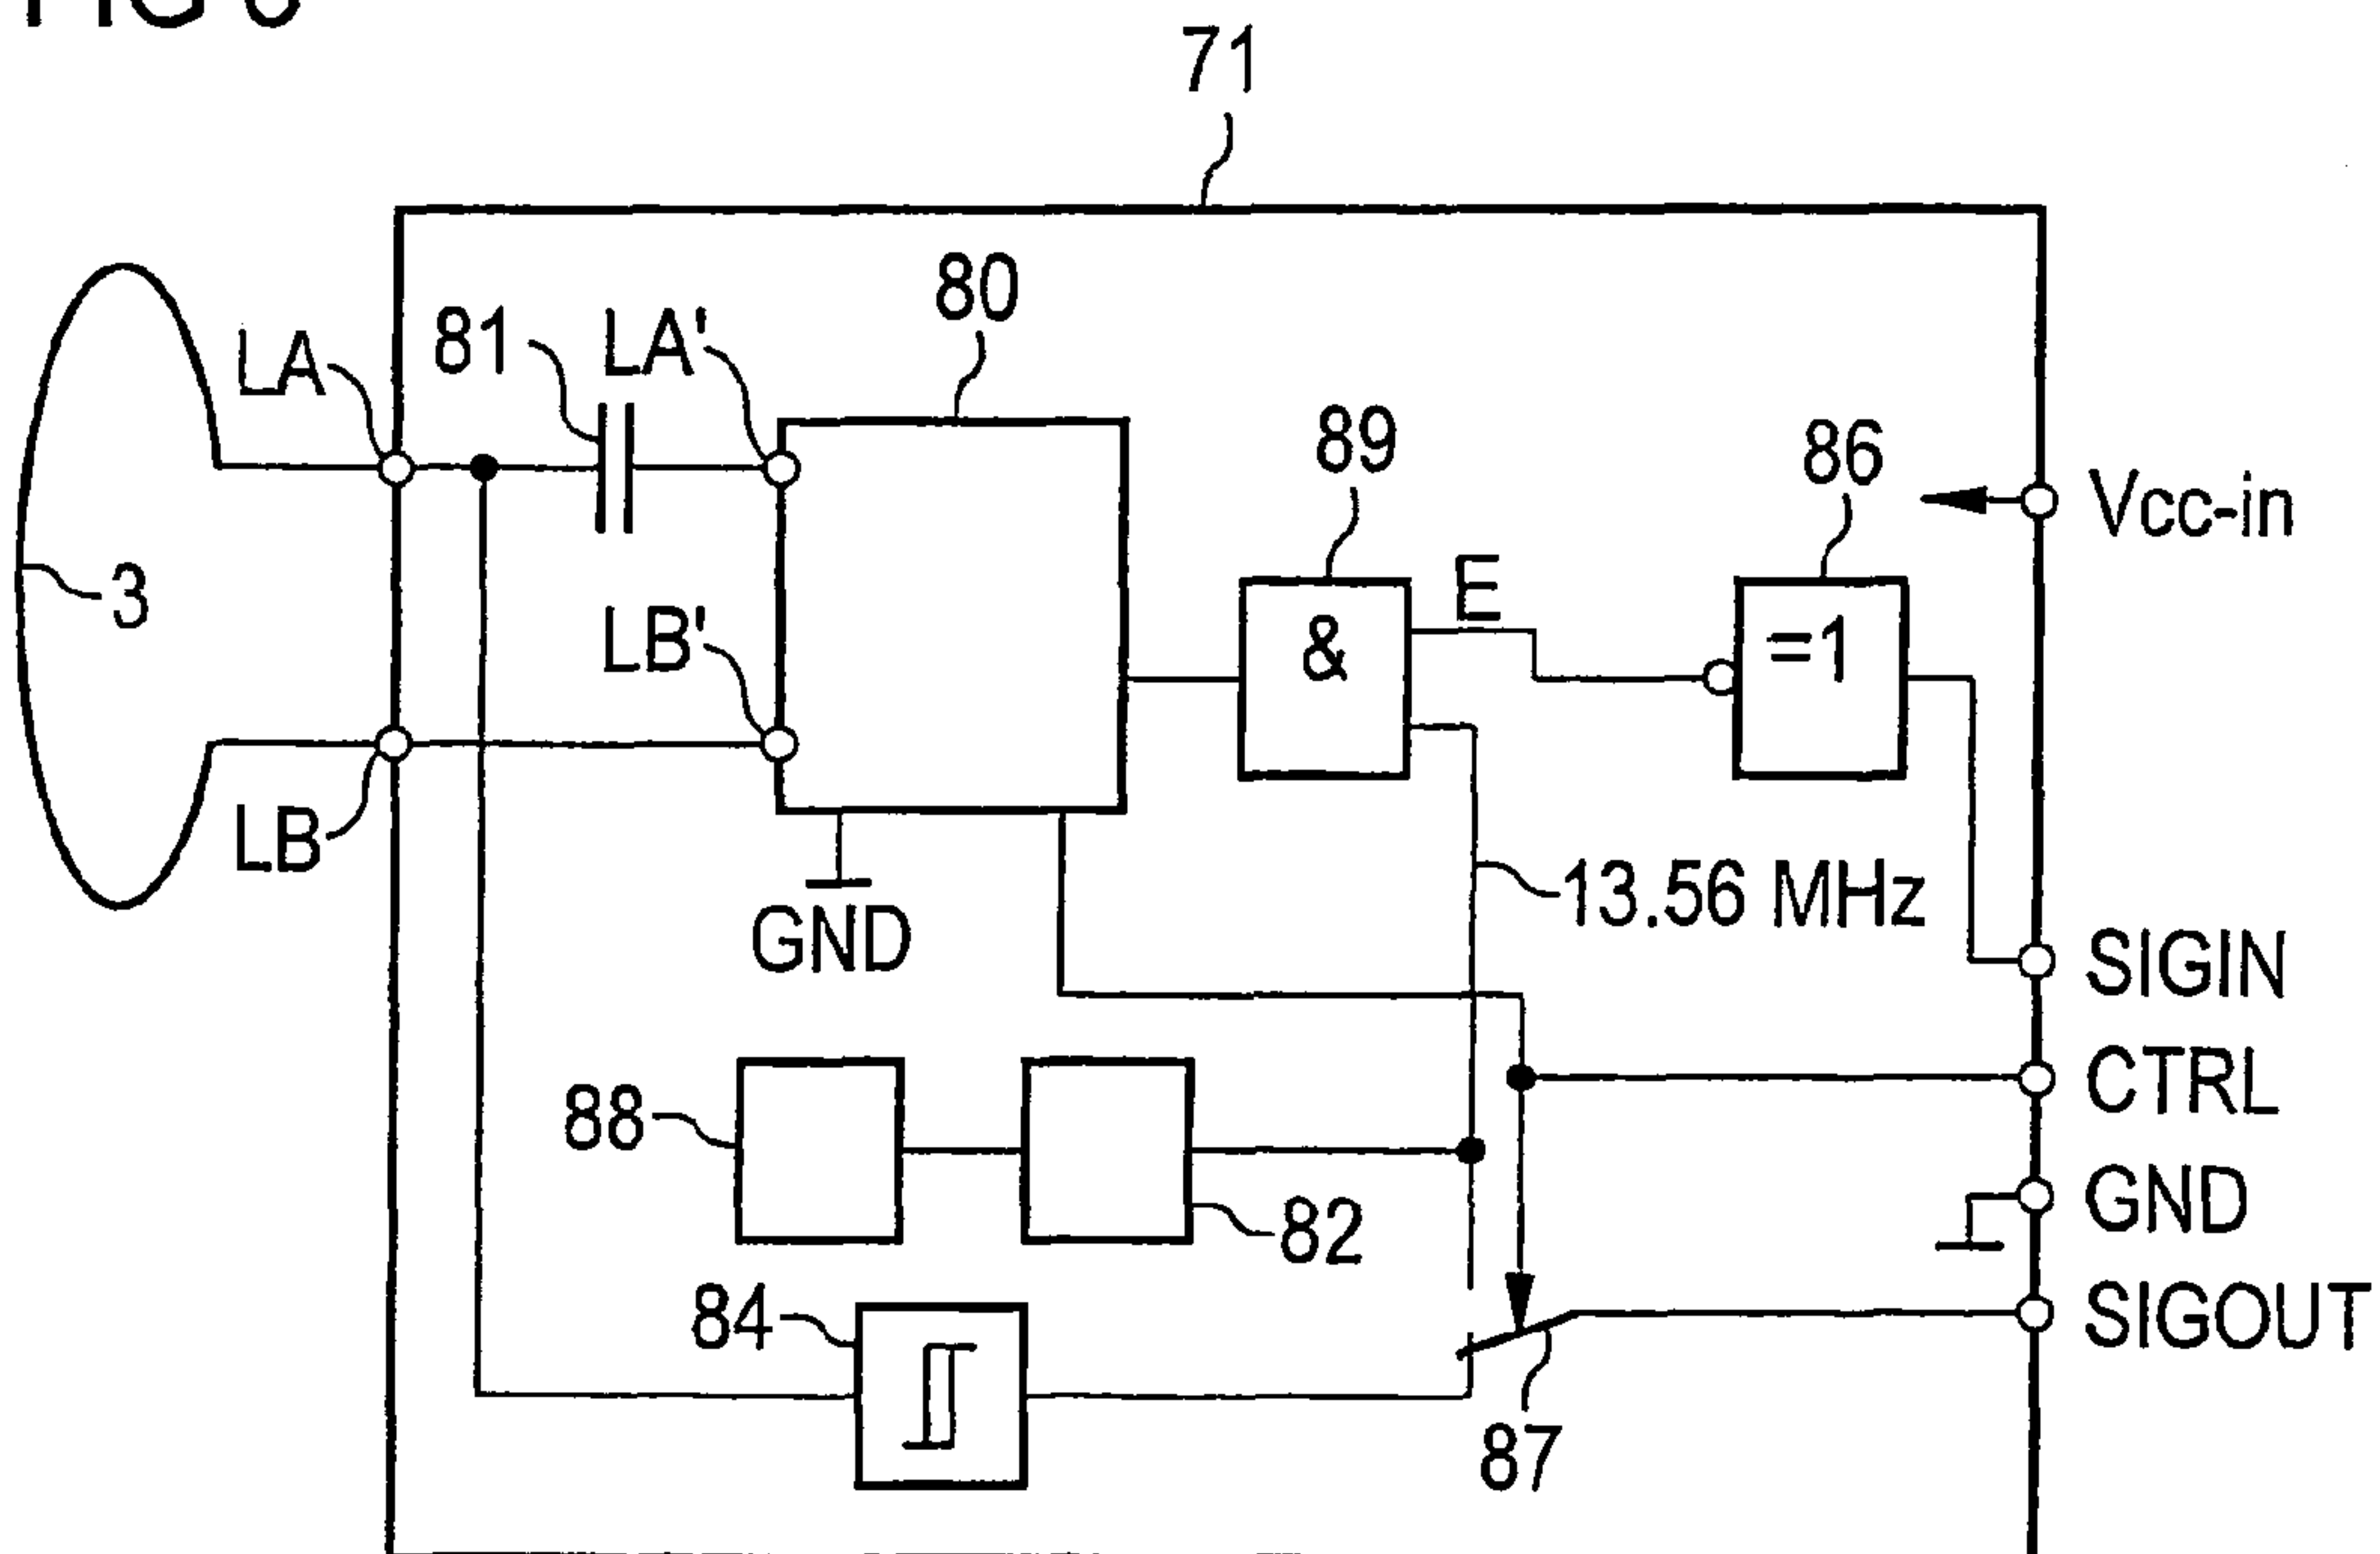 71
80
81
LA'
LA
89
86
Vcc-in
E
3
LB'
&
=1
LB
13.56 MHz
GND
SIGIN
CTRL
88
GND
82
84
SIGOUT
87